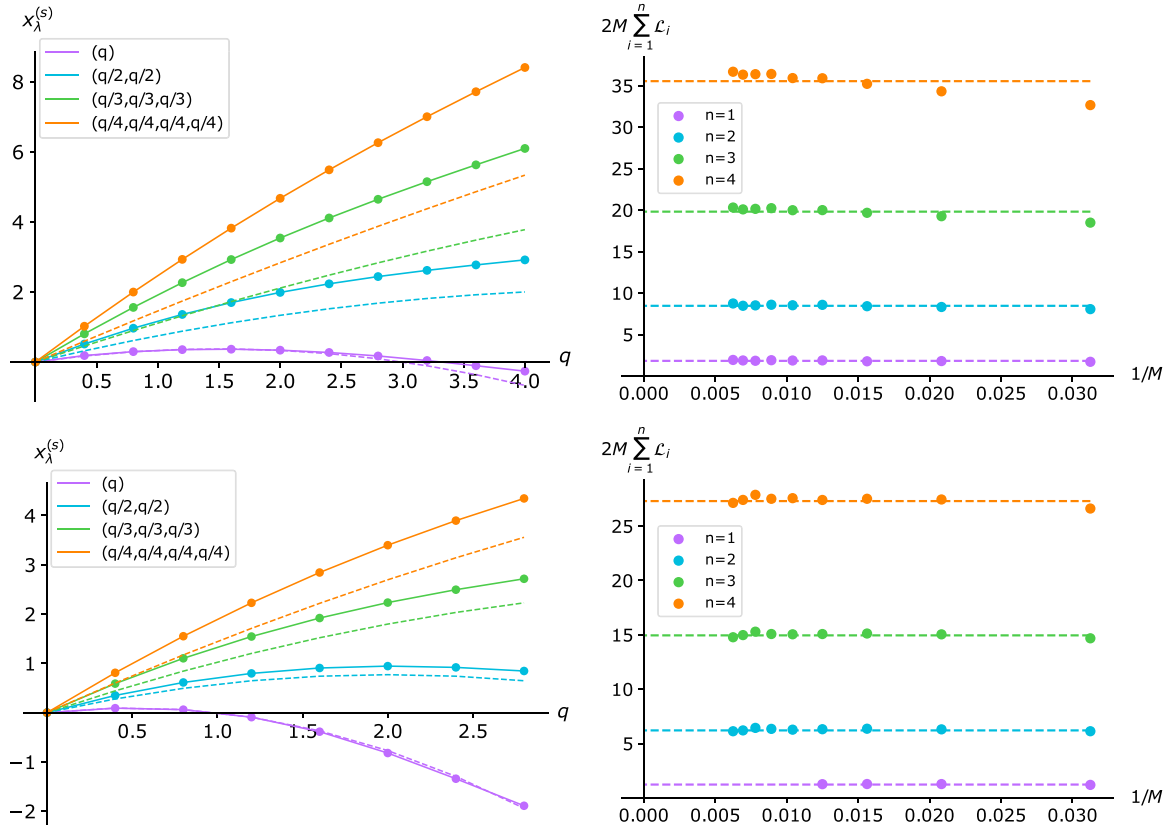 x_λ^(s)
(q)
(q/2,q/2)
(q/3,q/3,q/3)
(q/4,q/4,q/4,q/4)
8
6
4
2
0.5 1.0 1.5 2.0 2.5 3.0 3.5 4.0
q
2M ∑_{i=1}^{n} ℒ_i
n=1
n=2
n=3
n=4
35
30
25
20
15
10
5
0.000 0.005 0.010 0.015 0.020 0.025 0.030
1/M
x_λ^(s)
(q)
(q/2,q/2)
(q/3,q/3,q/3)
(q/4,q/4,q/4,q/4)
4
3
2
1
−1
−2
0.5 1.0 1.5 2.0 2.5
q
2M ∑_{i=1}^{n} ℒ_i
n=1
n=2
n=3
n=4
25
20
15
10
5
0.000 0.005 0.010 0.015 0.020 0.025 0.030
1/M